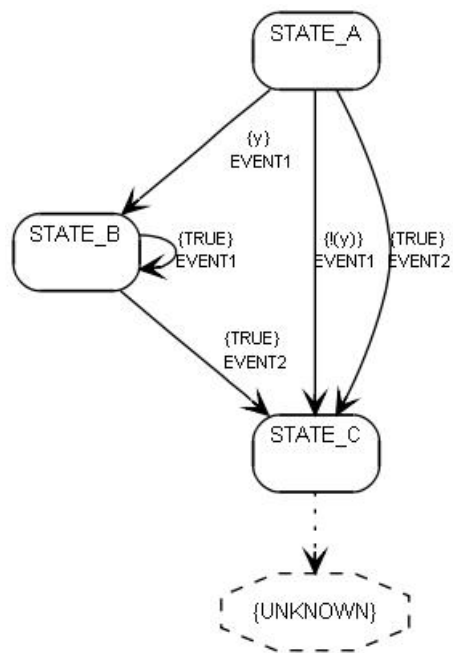 STATE_A
{y}
EVENT1
STATE_B
{TRUE}
EVENT1
{!(y)}
EVENT1
{TRUE}
EVENT2
{TRUE}
EVENT2
STATE_C
{UNKNOWN}